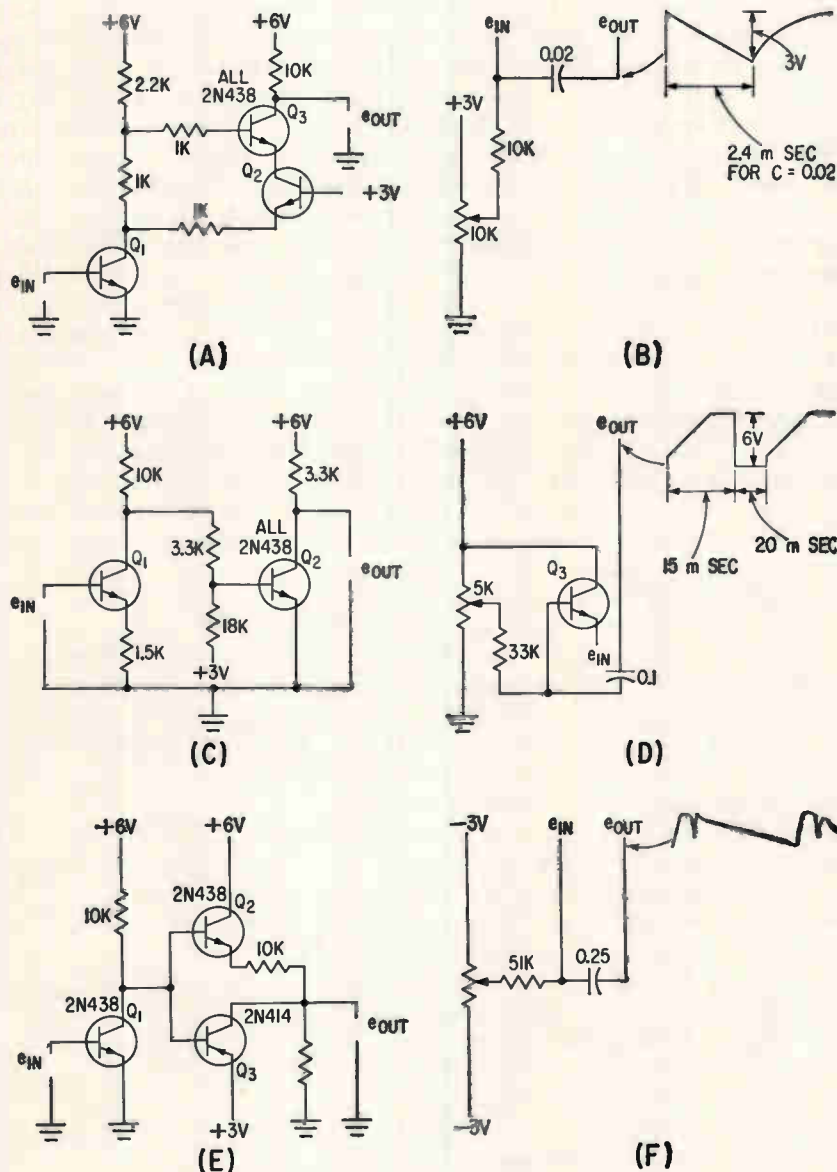 +6V
+6V
2.2K
10K
ALL
2N438
Q3
eOUT
1K
Q2
1K
+3V
1K
Q1
eIN
(A)
eIN
eOUT
0.02
3V
+3V
10K
10K
2.4 m SEC
FOR C = 0.02
(B)
+6V
+6V
10K
3.3K
ALL
2N438
Q1
3.3K
Q2
eOUT
eIN
18K
1.5K
+3V
(C)
+6V
eOUT
6V
Q3
15 m SEC
20 m SEC
5K
33K
eIN
0.1
(D)
+6V
+6V
2N438
Q2
10K
10K
2N438
Q1
2N414
eOUT
eIN
Q3
+3V
(E)
−3V
eIN
eOUT
51K
0.25
−3V
(F)